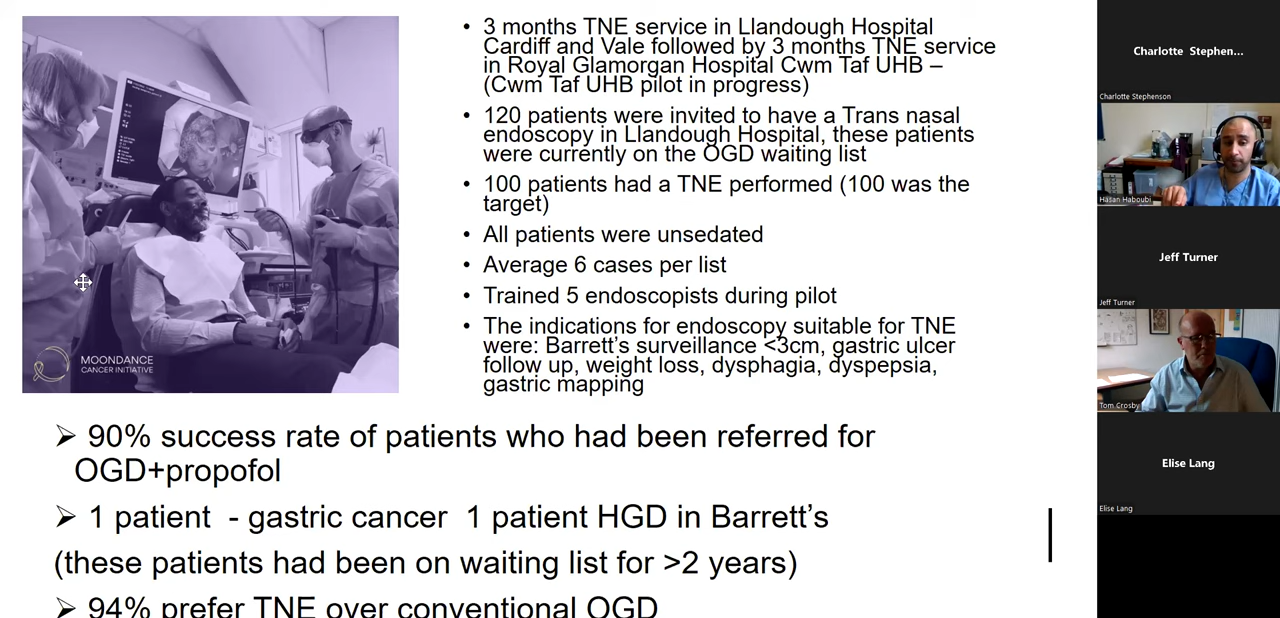 • 3 months TNE service in Llandough Hospital
Cardiff and Vale followed by 3 months TNE service
in Royal Glamorgan Hospital Cwm Taf UHB –
(Cwm Taf UHB pilot in progress)
• 120 patients were invited to have a Trans nasal
endoscopy in Llandough Hospital, these patients
were currently on the OGD waiting list
• 100 patients had a TNE performed (100 was the
target)
• All patients were unsedated
• Average 6 cases per list
• Trained 5 endoscopists during pilot
• The indications for endoscopy suitable for TNE
were: Barrett’s surveillance <3cm, gastric ulcer
follow up, weight loss, dysphagia, dyspepsia,
gastric mapping
MOONDANCE
CANCER INITIATIVE
➢ 90% success rate of patients who had been referred for
OGD+propofol
➢ 1 patient - gastric cancer 1 patient HGD in Barrett’s
(these patients had been on waiting list for >2 years)
➢ 94% prefer TNE over conventional OGD
Charlotte Stephen...
Charlotte Stephenson
Hasan Haboubi
Jeff Turner
Jeff Turner
Tom Crosby
Elise Lang
Elise Lang